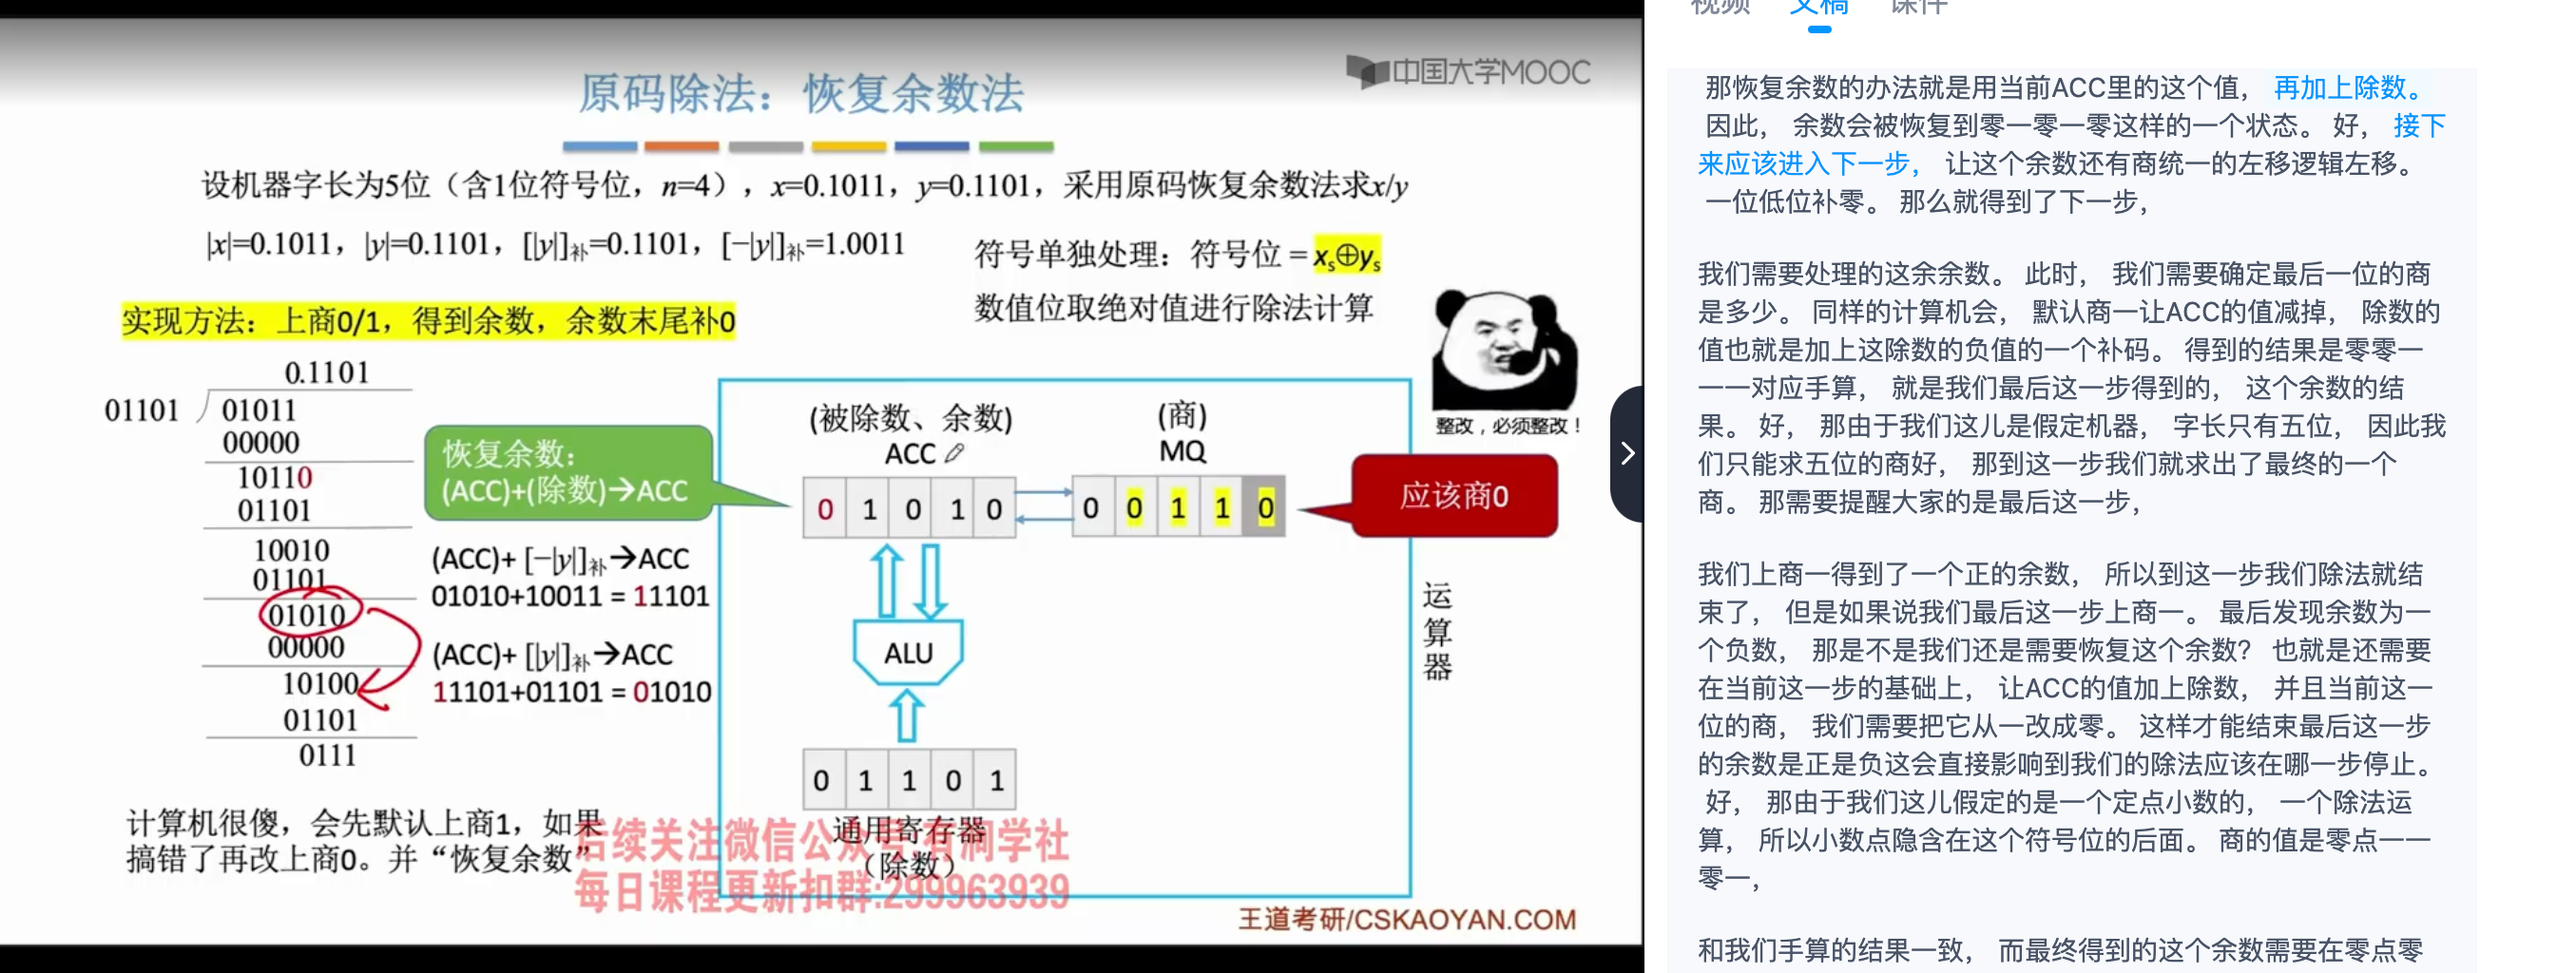 中国大学MOOC
原码除法：恢复余数法
设机器字长为5位（含1位符号位，n=4），x=0.1011，y=0.1101，采用原码恢复余数法求x/y
|x|=0.1011，|y|=0.1101，[|y|]补=0.1101，[−|y|]补=1.0011
符号单独处理：符号位 = xs⊕ys
数值位取绝对值进行除法计算
实现方法：上商0/1，得到余数，余数末尾补0
整改，必须整改！
0.1101
01101
01011
00000
10110
01101
10010
01101
01010
00000
10100
01101
0111
恢复余数：
(ACC)+(除数)→ACC
(ACC)+ [−|y|]补→ACC
01010+10011 = 11101
(ACC)+ [|y|]补→ACC
11101+01101 = 01010
(被除数、余数)
ACC
0 1 0 1 0
(商)
MQ
0 0 1 1 0
应该商0
ALU
运算器
0 1 1 0 1
通用寄存器
（除数）
计算机很傻，会先默认上商1，如果
搞错了再改上商0。并“恢复余数”
后续关注微信公众号:有洞学社
每日课程更新扣群:299963939
王道考研/CSKAOYAN.COM
视频 文稿 课件
那恢复余数的办法就是用当前ACC里的这个值， 再加上除数。
因此， 余数会被恢复到零一零一零这样的一个状态。 好， 接下
来应该进入下一步， 让这个余数还有商统一的左移逻辑左移。
一位低位补零。 那么就得到了下一步，
我们需要处理的这余余数。 此时， 我们需要确定最后一位的商
是多少。 同样的计算机会， 默认商一让ACC的值减掉， 除数的
值也就是加上这除数的负值的一个补码。 得到的结果是零零一
一一对应手算， 就是我们最后这一步得到的， 这个余数的结
果。 好， 那由于我们这儿是假定机器， 字长只有五位， 因此我
们只能求五位的商好， 那到这一步我们就求出了最终的一个
商。 那需要提醒大家的是最后这一步，
我们上商一得到了一个正的余数， 所以到这一步我们除法就结
束了， 但是如果说我们最后这一步上商一。 最后发现余数为一
个负数， 那是不是我们还是需要恢复这个余数？ 也就是还需要
在当前这一步的基础上， 让ACC的值加上除数， 并且当前这一
位的商， 我们需要把它从一改成零。 这样才能结束最后这一步
的余数是正是负这会直接影响到我们的除法应该在哪一步停止。
好， 那由于我们这儿假定的是一个定点小数的， 一个除法运
算， 所以小数点隐含在这个符号位的后面。 商的值是零点一一
零一，
和我们手算的结果一致， 而最终得到的这个余数需要在零点零